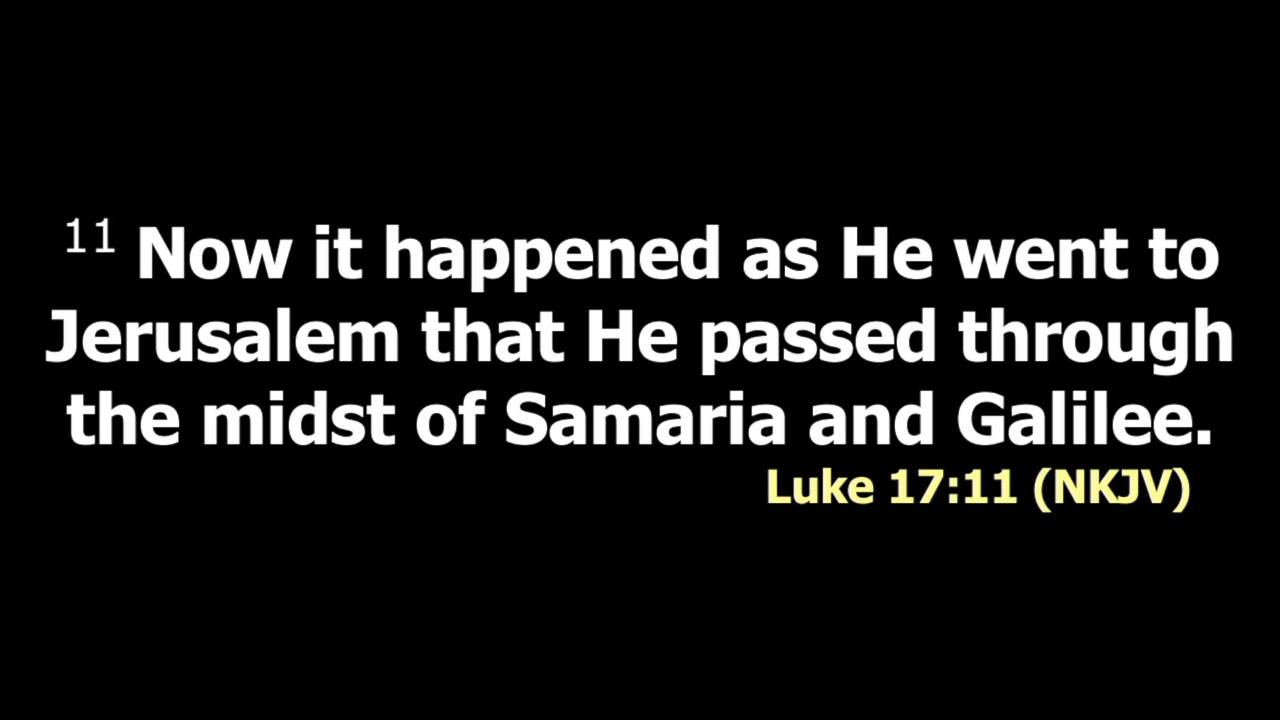 11 Now it happened as He went to
Jerusalem that He passed through
the midst of Samaria and Galilee.
Luke 17:11 (NKJV)